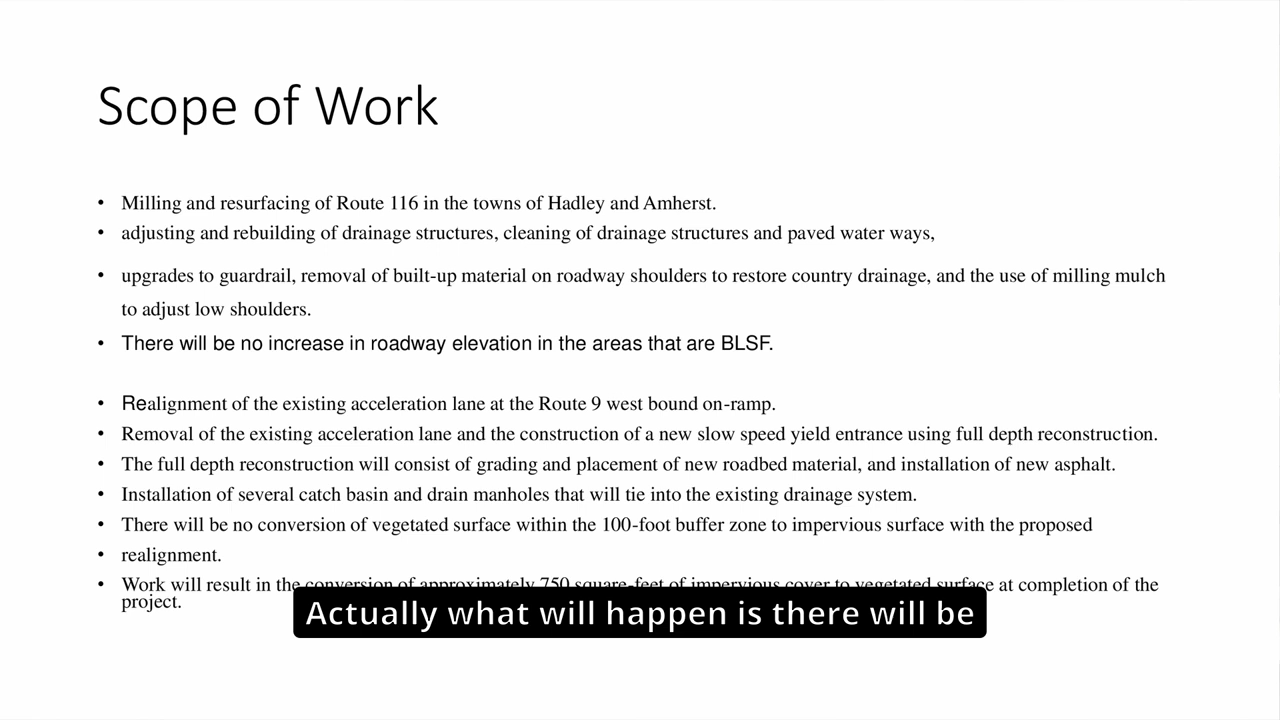 Scope of Work
• Milling and resurfacing of Route 116 in the towns of Hadley and Amherst.
• adjusting and rebuilding of drainage structures, cleaning of drainage structures and paved water ways,
• upgrades to guardrail, removal of built-up material on roadway shoulders to restore country drainage, and the use of milling mulch
to adjust low shoulders.
• There will be no increase in roadway elevation in the areas that are BLSF.
• Realignment of the existing acceleration lane at the Route 9 west bound on-ramp.
• Removal of the existing acceleration lane and the construction of a new slow speed yield entrance using full depth reconstruction.
• The full depth reconstruction will consist of grading and placement of new roadbed material, and installation of new asphalt.
• Installation of several catch basin and drain manholes that will tie into the existing drainage system.
• There will be no conversion of vegetated surface within the 100-foot buffer zone to impervious surface with the proposed
• realignment.
• Work will result in the conversion of approximately 750 square-feet of impervious cover to vegetated surface at completion of the
project.
Actually what will happen is there will be